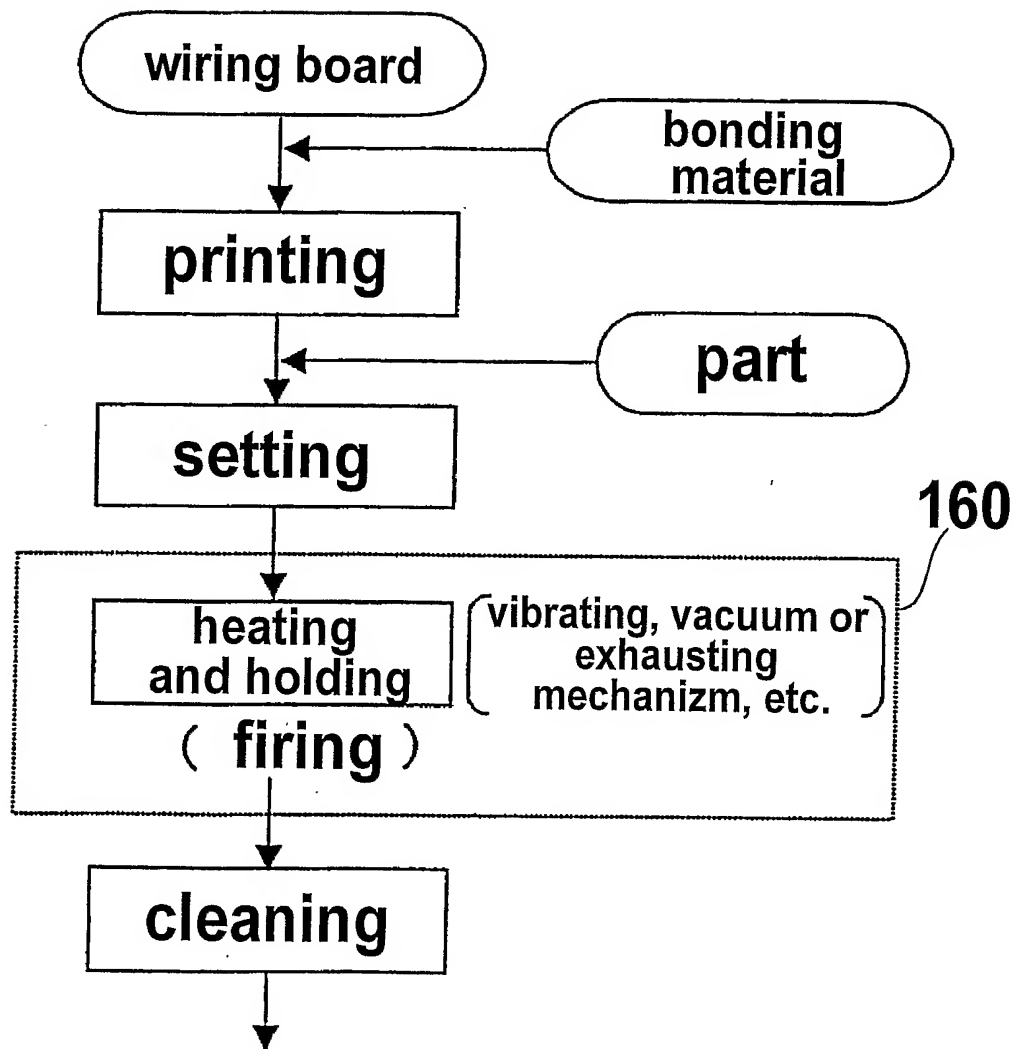 wiring board
bonding
material
printing
part
setting
160
heating
and holding
(vibrating, vacuum or
exhausting
mechanizm, etc.)
( firing )
cleaning